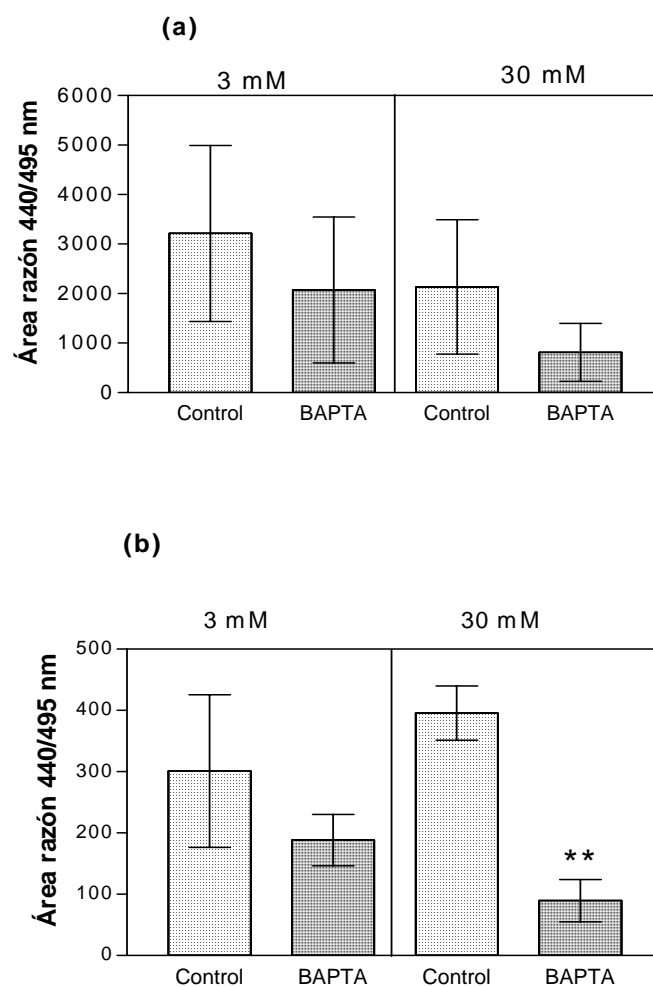 (a)
3 mM
30 mM
Área razón 440/495 nm
6000
5000
4000
3000
2000
1000
0
Control
BAPTA
Control
BAPTA
(b)
3 mM
30 mM
Área razón 440/495 nm
500
400
300
200
100
0
**
Control
BAPTA
Control
BAPTA